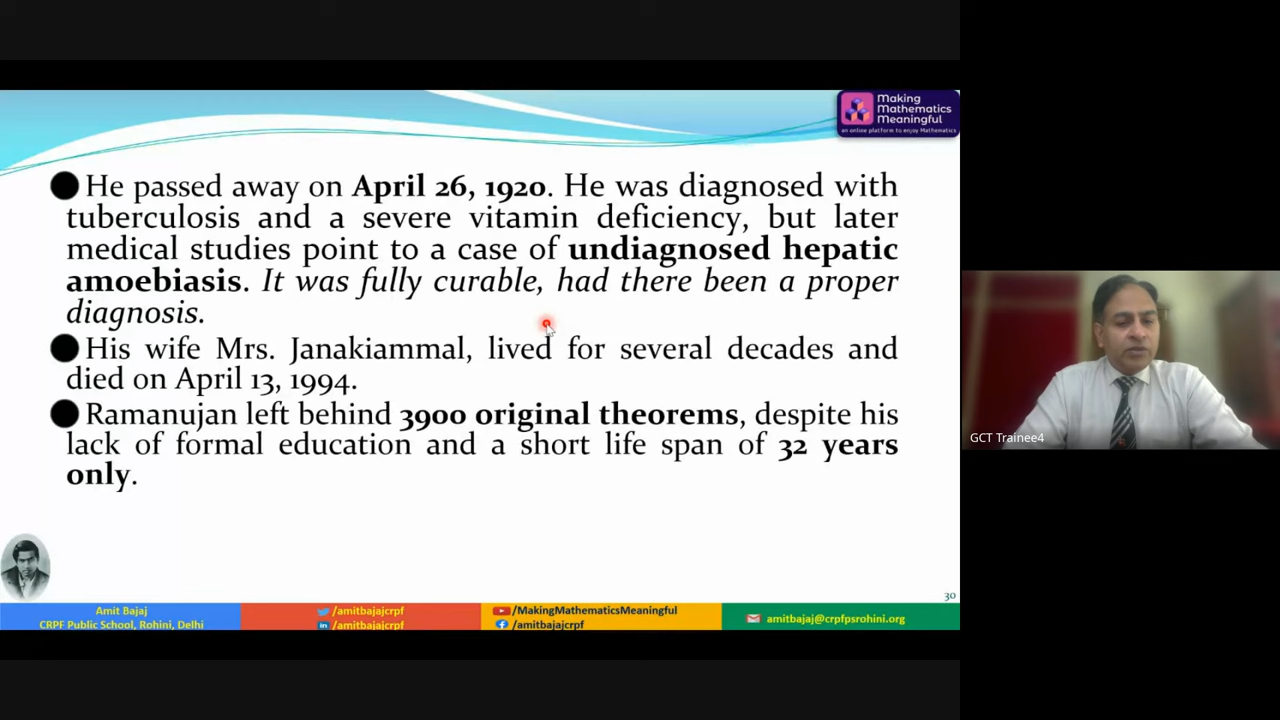 Making
Mathematics
Meaningful
an online platform to enjoy Mathematics
He passed away on April 26, 1920. He was diagnosed with
tuberculosis and a severe vitamin deficiency, but later
medical studies point to a case of undiagnosed hepatic
amoebiasis. It was fully curable, had there been a proper
diagnosis.
His wife Mrs. Janakiammal, lived for several decades and
died on April 13, 1994.
Ramanujan left behind 3900 original theorems, despite his
lack of formal education and a short life span of 32 years
only.
GCT Trainee4
30
Amit Bajaj
CRPF Public School, Rohini, Delhi
/amitbajajcrpf
/amitbajajcrpf
/MakingMathematicsMeaningful
/amitbajajcrpf
amitbajaj@crpfpsrohini.org